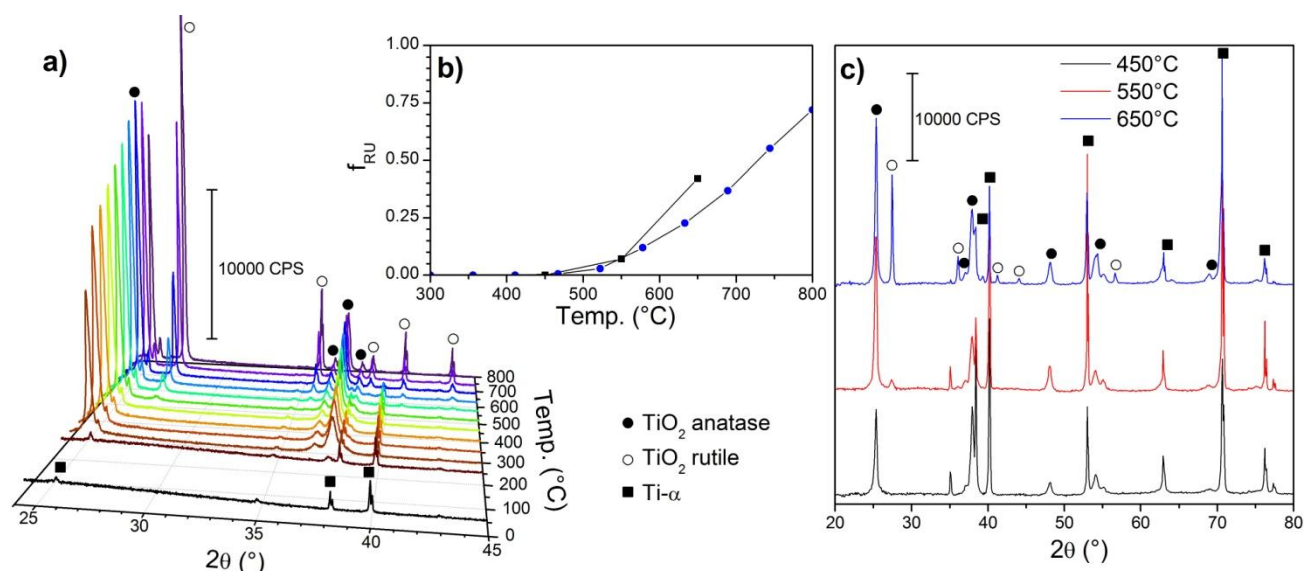 a)
10000 CPS
25
30
35
40
45
2θ (°)
800
700
600
500
400
300
200
100
0
Temp. (°C)
b)
1.00
0.75
0.50
0.25
0.00
f_RU
300
400
500
600
700
800
Temp. (°C)
TiO₂ anatase
TiO₂ rutile
Ti-α
c)
10000 CPS
450°C
550°C
650°C
20
30
40
50
60
70
80
2θ (°)